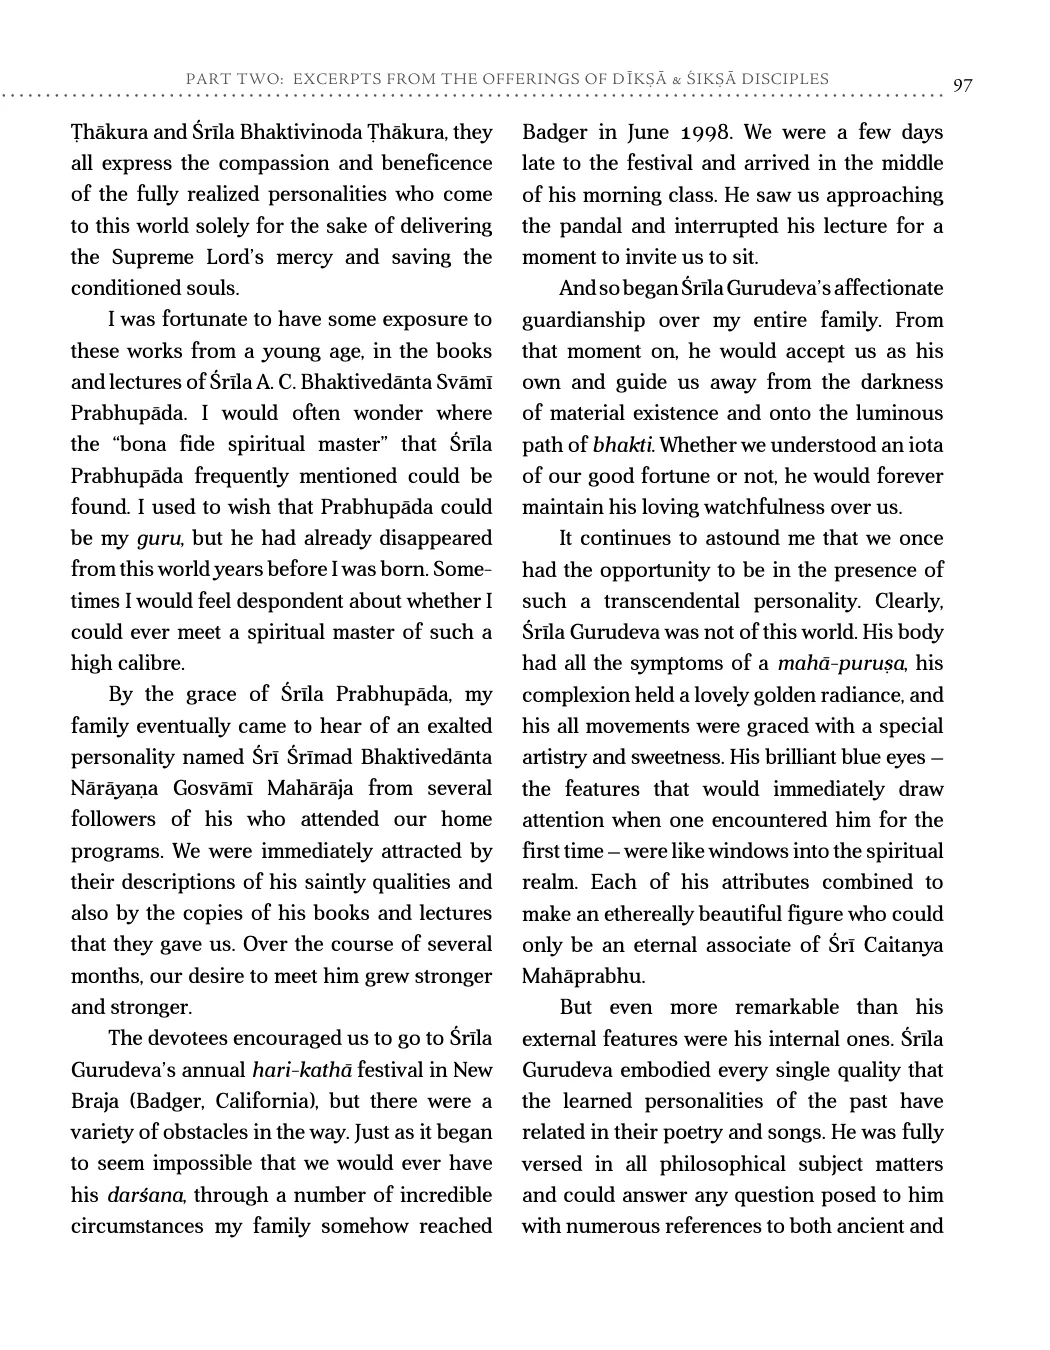 PART TWO: EXCERPTS FROM THE OFFERINGS OF DĪKṢĀ & ŚIKṢĀ DISCIPLES
97
Ṭhākura and Śrīla Bhaktivinoda Ṭhākura, they
all express the compassion and beneficence
of the fully realized personalities who come
to this world solely for the sake of delivering
the Supreme Lord's mercy and saving the
conditioned souls.
I was fortunate to have some exposure to
these works from a young age, in the books
and lectures of Śrīla A. C. Bhaktivedānta Svāmī
Prabhupāda. I would often wonder where
the “bona fide spiritual master” that Śrīla
Prabhupāda frequently mentioned could be
found. I used to wish that Prabhupāda could
be my guru, but he had already disappeared
from this world years before I was born. Some-
times I would feel despondent about whether I
could ever meet a spiritual master of such a
high calibre.
By the grace of Śrīla Prabhupāda, my
family eventually came to hear of an exalted
personality named Śrī Śrīmad Bhaktivedānta
Nārāyaṇa Gosvāmī Mahārāja from several
followers of his who attended our home
programs. We were immediately attracted by
their descriptions of his saintly qualities and
also by the copies of his books and lectures
that they gave us. Over the course of several
months, our desire to meet him grew stronger
and stronger.
The devotees encouraged us to go to Śrīla
Gurudeva's annual hari-kathā festival in New
Braja (Badger, California), but there were a
variety of obstacles in the way. Just as it began
to seem impossible that we would ever have
his darśana, through a number of incredible
circumstances my family somehow reached
Badger in June 1998. We were a few days
late to the festival and arrived in the middle
of his morning class. He saw us approaching
the pandal and interrupted his lecture for a
moment to invite us to sit.
And so began Śrīla Gurudeva's affectionate
guardianship over my entire family. From
that moment on, he would accept us as his
own and guide us away from the darkness
of material existence and onto the luminous
path of bhakti. Whether we understood an iota
of our good fortune or not, he would forever
maintain his loving watchfulness over us.
It continues to astound me that we once
had the opportunity to be in the presence of
such a transcendental personality. Clearly,
Śrīla Gurudeva was not of this world. His body
had all the symptoms of a mahā-puruṣa, his
complexion held a lovely golden radiance, and
his all movements were graced with a special
artistry and sweetness. His brilliant blue eyes –
the features that would immediately draw
attention when one encountered him for the
first time – were like windows into the spiritual
realm. Each of his attributes combined to
make an ethereally beautiful figure who could
only be an eternal associate of Śrī Caitanya
Mahāprabhu.
But even more remarkable than his
external features were his internal ones. Śrīla
Gurudeva embodied every single quality that
the learned personalities of the past have
related in their poetry and songs. He was fully
versed in all philosophical subject matters
and could answer any question posed to him
with numerous references to both ancient and